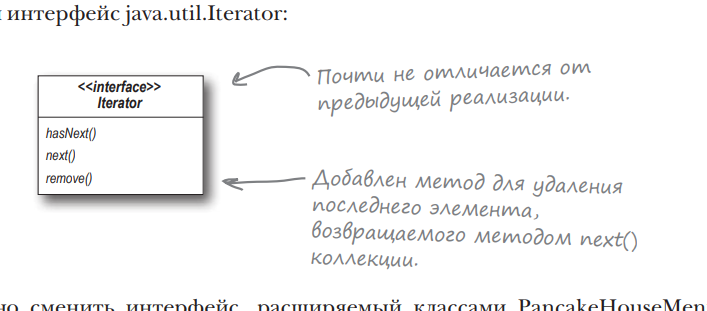 интерфейс java.util.Iterator:
Почти не отличается от
предыдущей реализации.
<<interface>>
Iterator
hasNext()
next()
remove()
Добавлен метод для удаления
последнего элемента,
возвращаемого методом next()
коллекции.
сменить интерфейс, расширяемый классами PancakeHouseMen